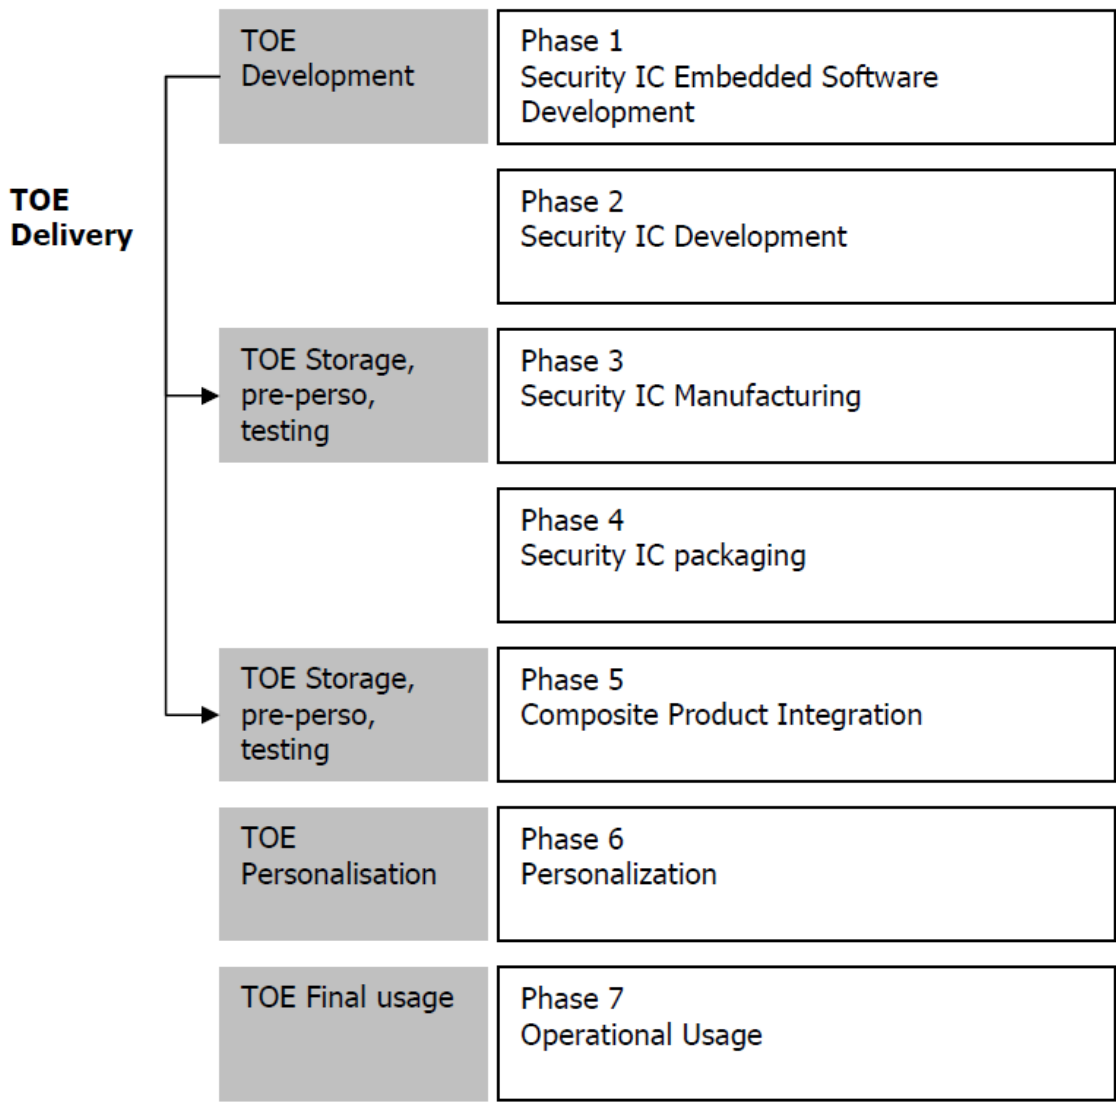 TOE
Development
Phase 1
Security IC Embedded Software
Development
TOE
Delivery
Phase 2
Security IC Development
TOE Storage,
pre-perso,
testing
Phase 3
Security IC Manufacturing
Phase 4
Security IC packaging
TOE Storage,
pre-perso,
testing
Phase 5
Composite Product Integration
TOE
Personalisation
Phase 6
Personalization
TOE Final usage
Phase 7
Operational Usage